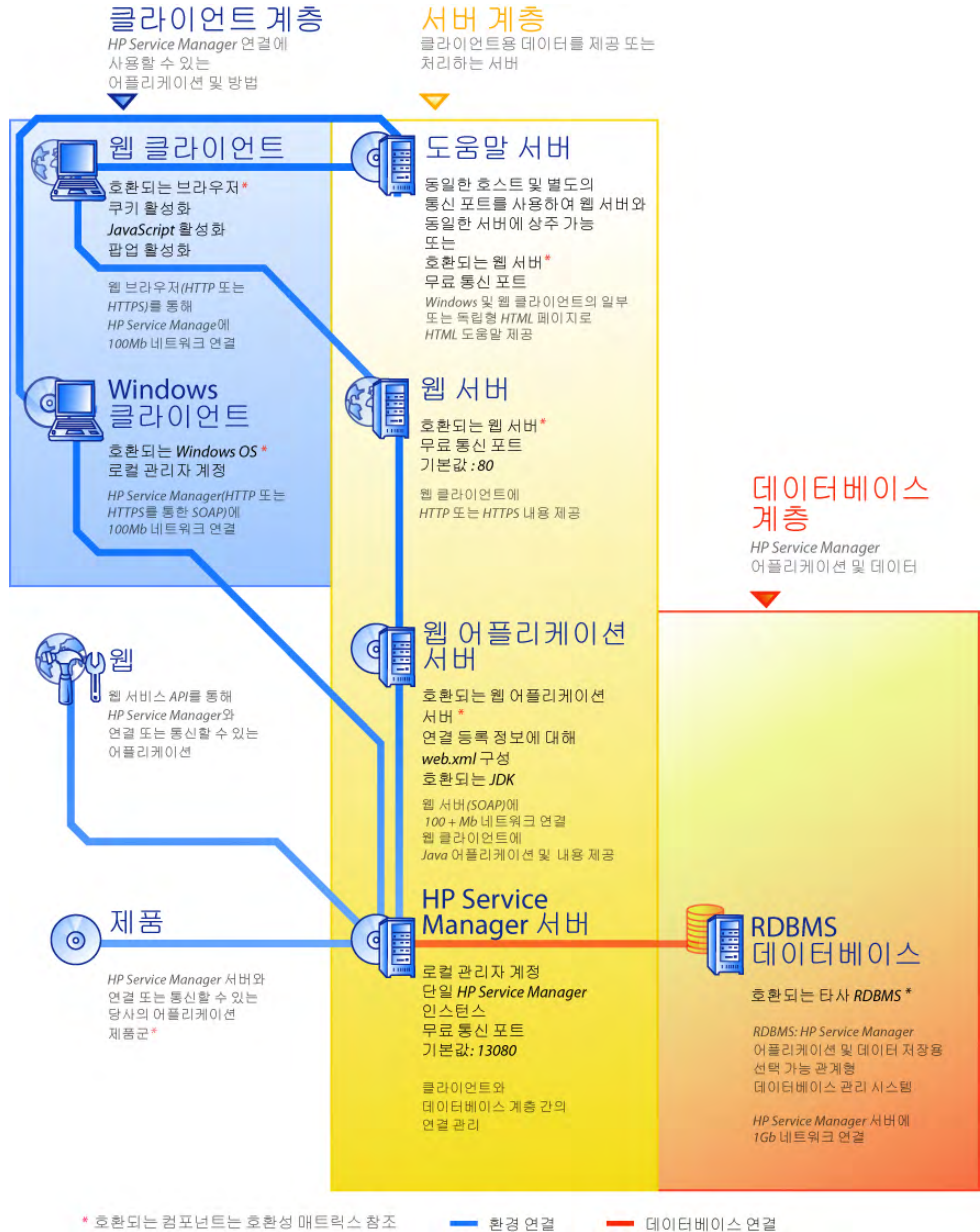 클라이언트 계층
HP Service Manager 연결에
사용할 수 있는
어플리케이션 및 방법
서버 계층
클라이언트용 데이터를 제공 또는
처리하는 서버
웹 클라이언트
호환되는 브라우저*
쿠키 활성화
JavaScript 활성화
팝업 활성화
웹 브라우저(HTTP 또는
HTTPS)를 통해
HP Service Manage에
100Mb 네트워크 연결
도움말 서버
동일한 호스트 및 별도의
통신 포트를 사용하여 웹 서버와
동일한 서버에 상주 가능
또는
호환되는 웹 서버*
무료 통신 포트
Windows 및 웹 클라이언트의 일부
또는 독립형 HTML 페이지로
HTML 도움말 제공
Windows
클라이언트
호환되는 Windows OS *
로컬 관리자 계정
HP Service Manager(HTTP 또는
HTTPS를 통한 SOAP)에
100Mb 네트워크 연결
웹 서버
호환되는 웹 서버*
무료 통신 포트
기본값 : 80
웹 클라이언트에
HTTP 또는 HTTPS 내용 제공
데이터베이스
계층
HP Service Manager
어플리케이션 및 데이터
웹
웹 서비스 API를 통해
HP Service Manager와
연결 또는 통신할 수 있는
어플리케이션
웹 어플리케이션
서버
호환되는 웹 어플리케이션
서버 *
연결 등록 정보에 대해
web.xml 구성
호환되는 JDK
웹 서버(SOAP)에
100 + Mb 네트워크 연결
웹 클라이언트에
Java 어플리케이션 및 내용 제공
제품
HP Service Manager 서버와
연결 또는 통신할 수 있는
당사의 어플리케이션
제품군*
HP Service
Manager 서버
로컬 관리자 계정
단일 HP Service Manager
인스턴스
무료 통신 포트
기본값: 13080
클라이언트와
데이터베이스 계층 간의
연결 관리
RDBMS
데이터베이스
호환되는 타사 RDBMS *
RDBMS: HP Service Manager
어플리케이션 및 데이터 저장용
선택 가능 관계형
데이터베이스 관리 시스템
HP Service Manager 서버에
1Gb 네트워크 연결
* 호환되는 컴포넌트는 호환성 매트릭스 참조
환경 연결
데이터베이스 연결